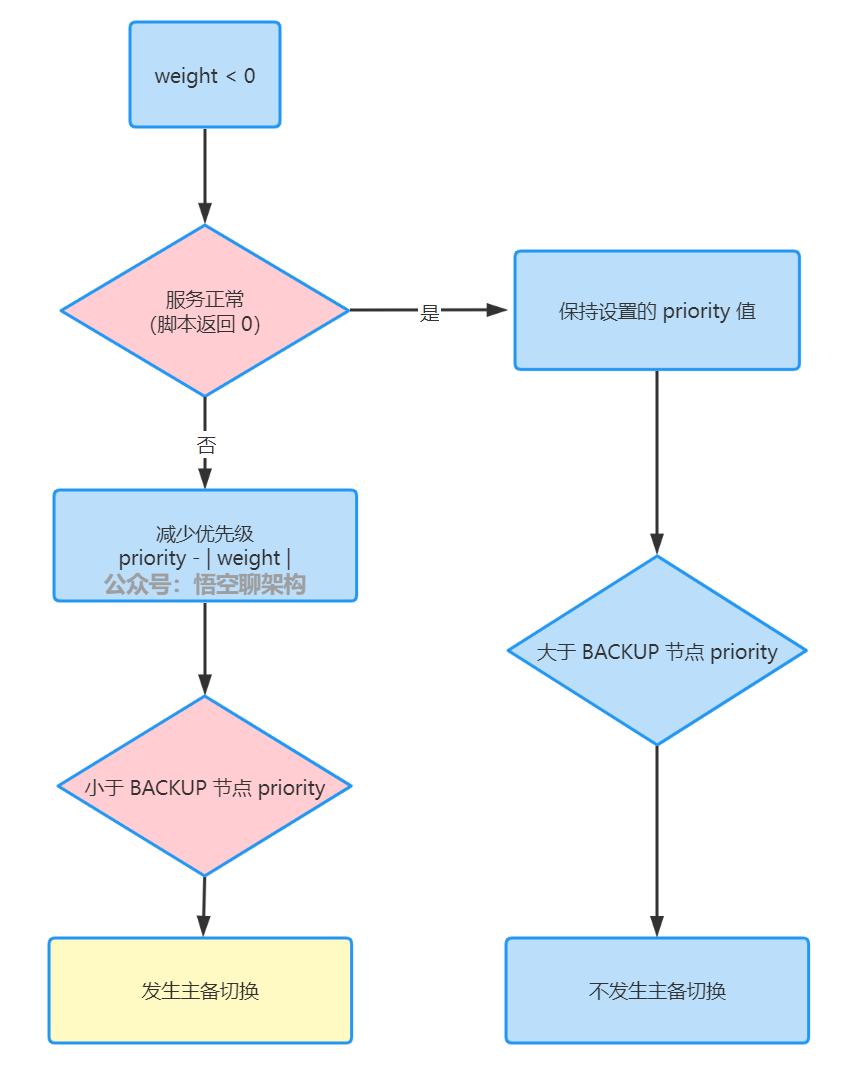 weight < 0
服务正常
(脚本返回 0)
是
保持设置的 priority 值
否
减少优先级
priority - | weight |
公众号：悟空聊架构
大于 BACKUP 节点 priority
小于 BACKUP 节点 priority
发生主备切换
不发生主备切换